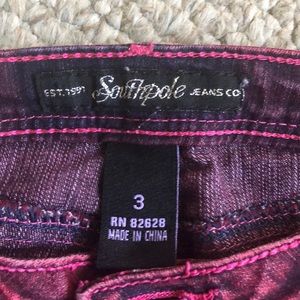 EST.1991 Southpole JEANS CO
3
RN 82628
MADE IN CHINA